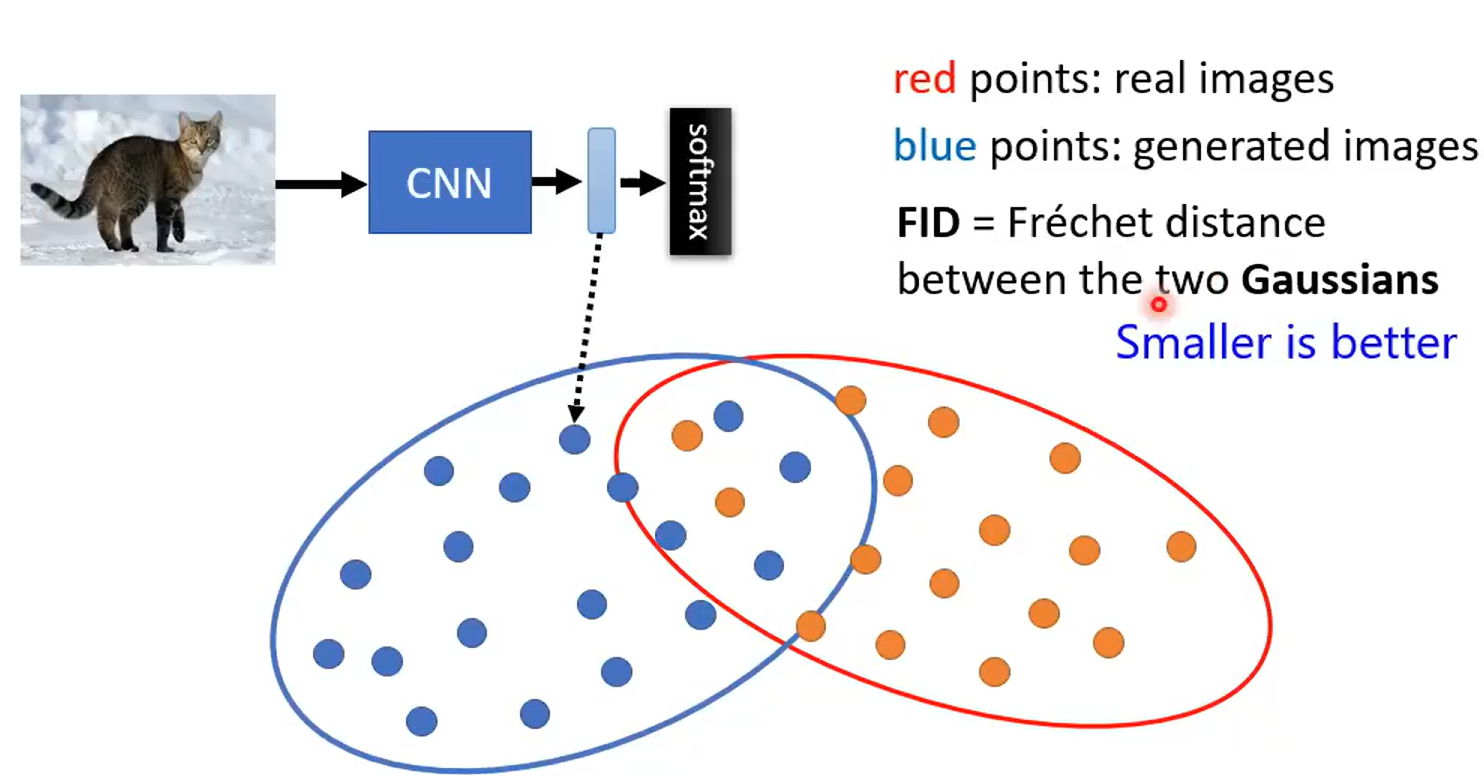 CNN
softmax
red points: real images
blue points: generated images
FID = Fréchet distance
between the two Gaussians
Smaller is better